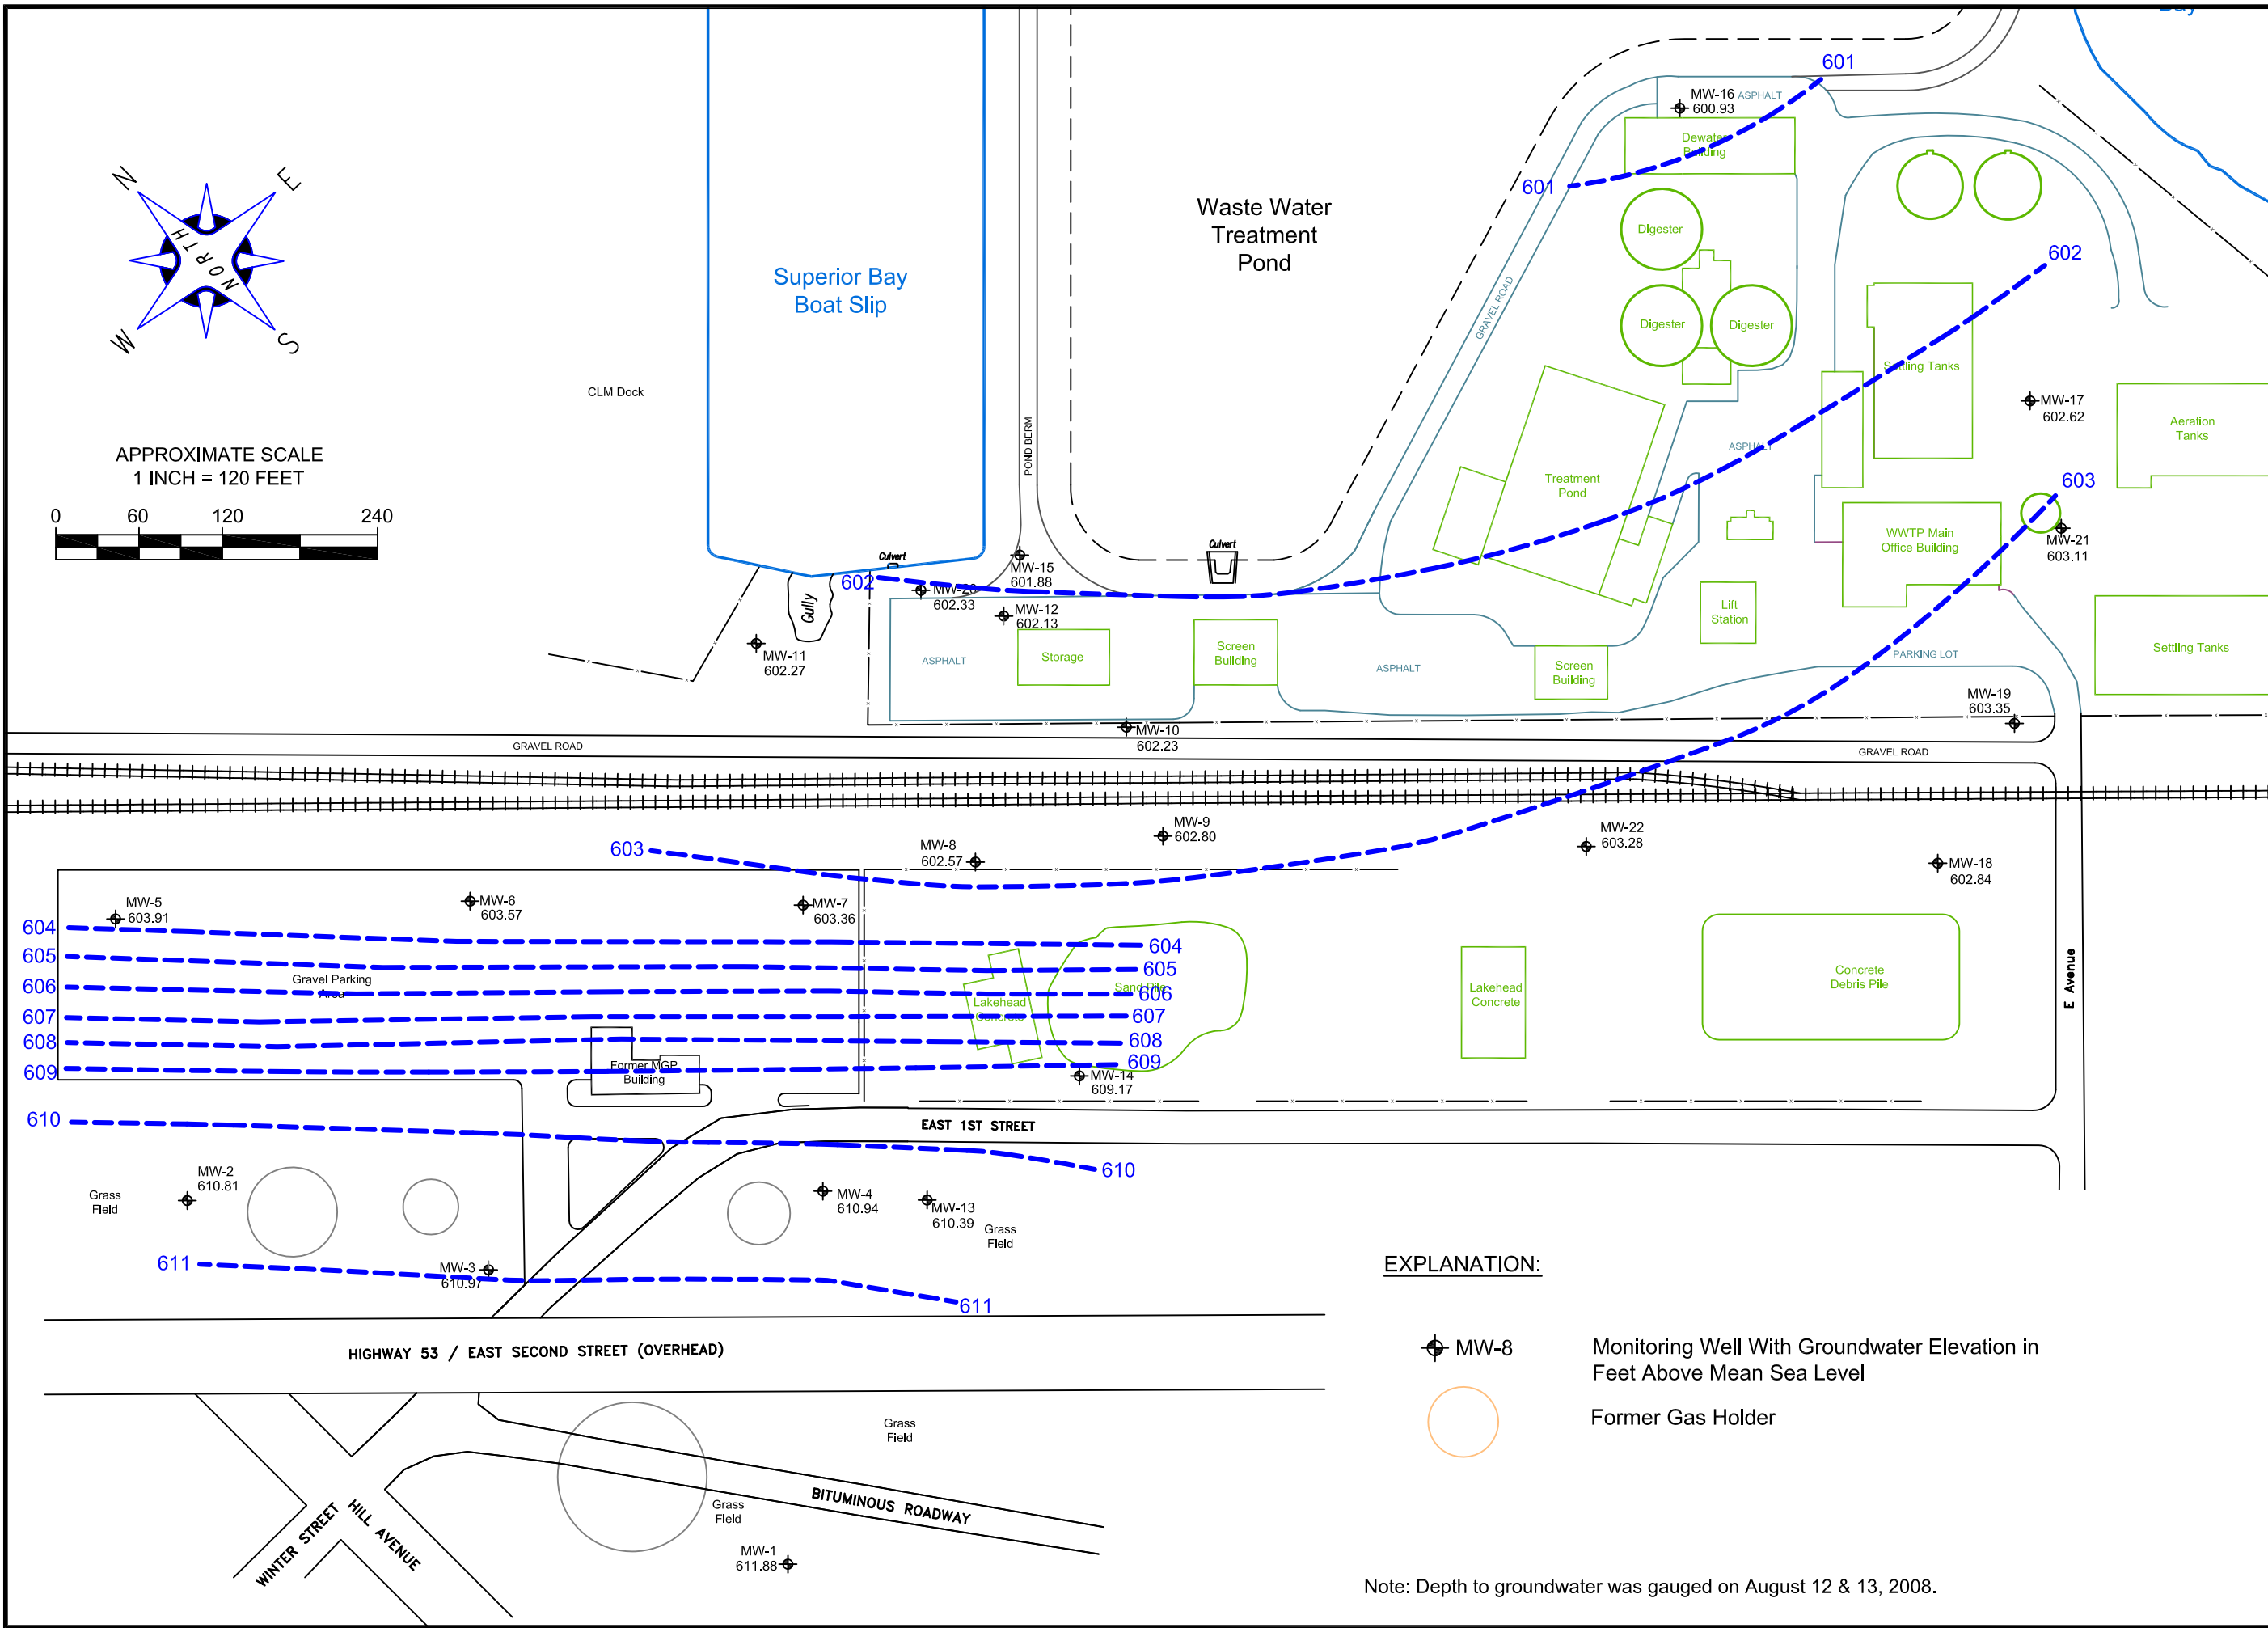 Bay
601
MW-16
600.93
ASPHALT
Dewater
Building
601
N
E
W
S
NORTH
Waste Water
Treatment
Pond
Digester
Superior Bay
Boat Slip
602
GRAVEL ROAD
Digester
Digester
CLM Dock
Settling Tanks
MW-17
602.62
Aeration
Tanks
POND BERM
ASPHALT
APPROXIMATE SCALE
1 INCH = 120 FEET
0 60 120 240
Treatment
Pond
603
WWTP Main
Office Building
MW-21
603.11
Culvert
Culvert
602
MW-15
601.88
MW-20
602.33
MW-12
602.13
Gully
Lift
Station
MW-11
602.27
ASPHALT
Storage
Screen
Building
ASPHALT
Screen
Building
PARKING LOT
Settling Tanks
MW-19
603.35
MW-10
602.23
GRAVEL ROAD
GRAVEL ROAD
603
MW-8
602.57
MW-9
602.80
MW-22
603.28
MW-18
602.84
MW-5
603.91
MW-6
603.57
MW-7
603.36
604
604
605
605
Gravel Parking
Area
606
606
Sand Pile
Lakehead
Concrete
Lakehead
Concrete
Concrete
Debris Pile
E Avenue
607
607
608
608
609
609
Former MGP
Building
MW-14
609.17
610
EAST 1ST STREET
610
MW-2
610.81
Grass
Field
MW-4
610.94
MW-13
610.39
Grass
Field
611
MW-3
610.97
611
EXPLANATION:
HIGHWAY 53 / EAST SECOND STREET (OVERHEAD)
MW-8
Monitoring Well With Groundwater Elevation in
Feet Above Mean Sea Level
Former Gas Holder
Grass
Field
BITUMINOUS ROADWAY
Grass
Field
WINTER STREET
HILL AVENUE
MW-1
611.88
Note: Depth to groundwater was gauged on August 12 & 13, 2008.